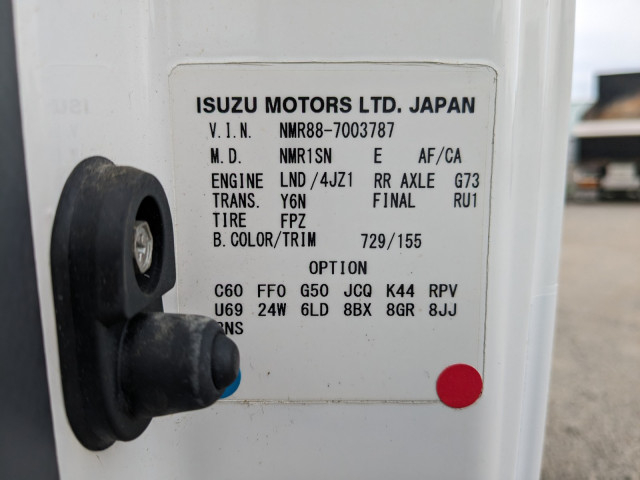 ISUZU MOTORS LTD. JAPAN
V.I.N. NMR88-7003787
M.D. NMR1SN E AF/CA
ENGINE LND/4JZ1 RR AXLE G73
TRANS. Y6N FINAL RU1
TIRE FPZ
B.COLOR/TRIM 729/155
OPTION
C60 FF0 G50 JCQ K44 RPV
U69 24W 6LD 8BX 8GR 8JJ